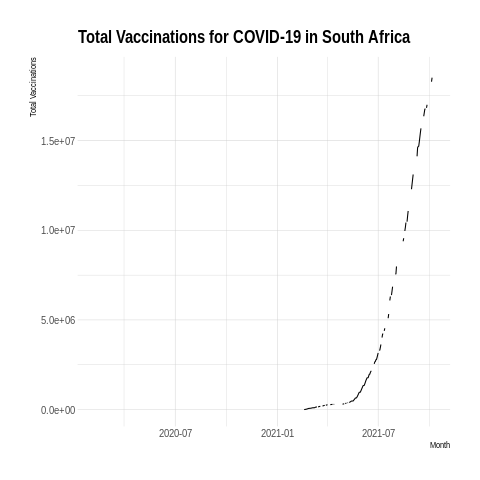 Total Vaccinations for COVID-19 in South Africa
Total Vaccinations
1.5e+07
1.0e+07
5.0e+06
0.0e+00
2020-07 2021-01 2021-07
Month